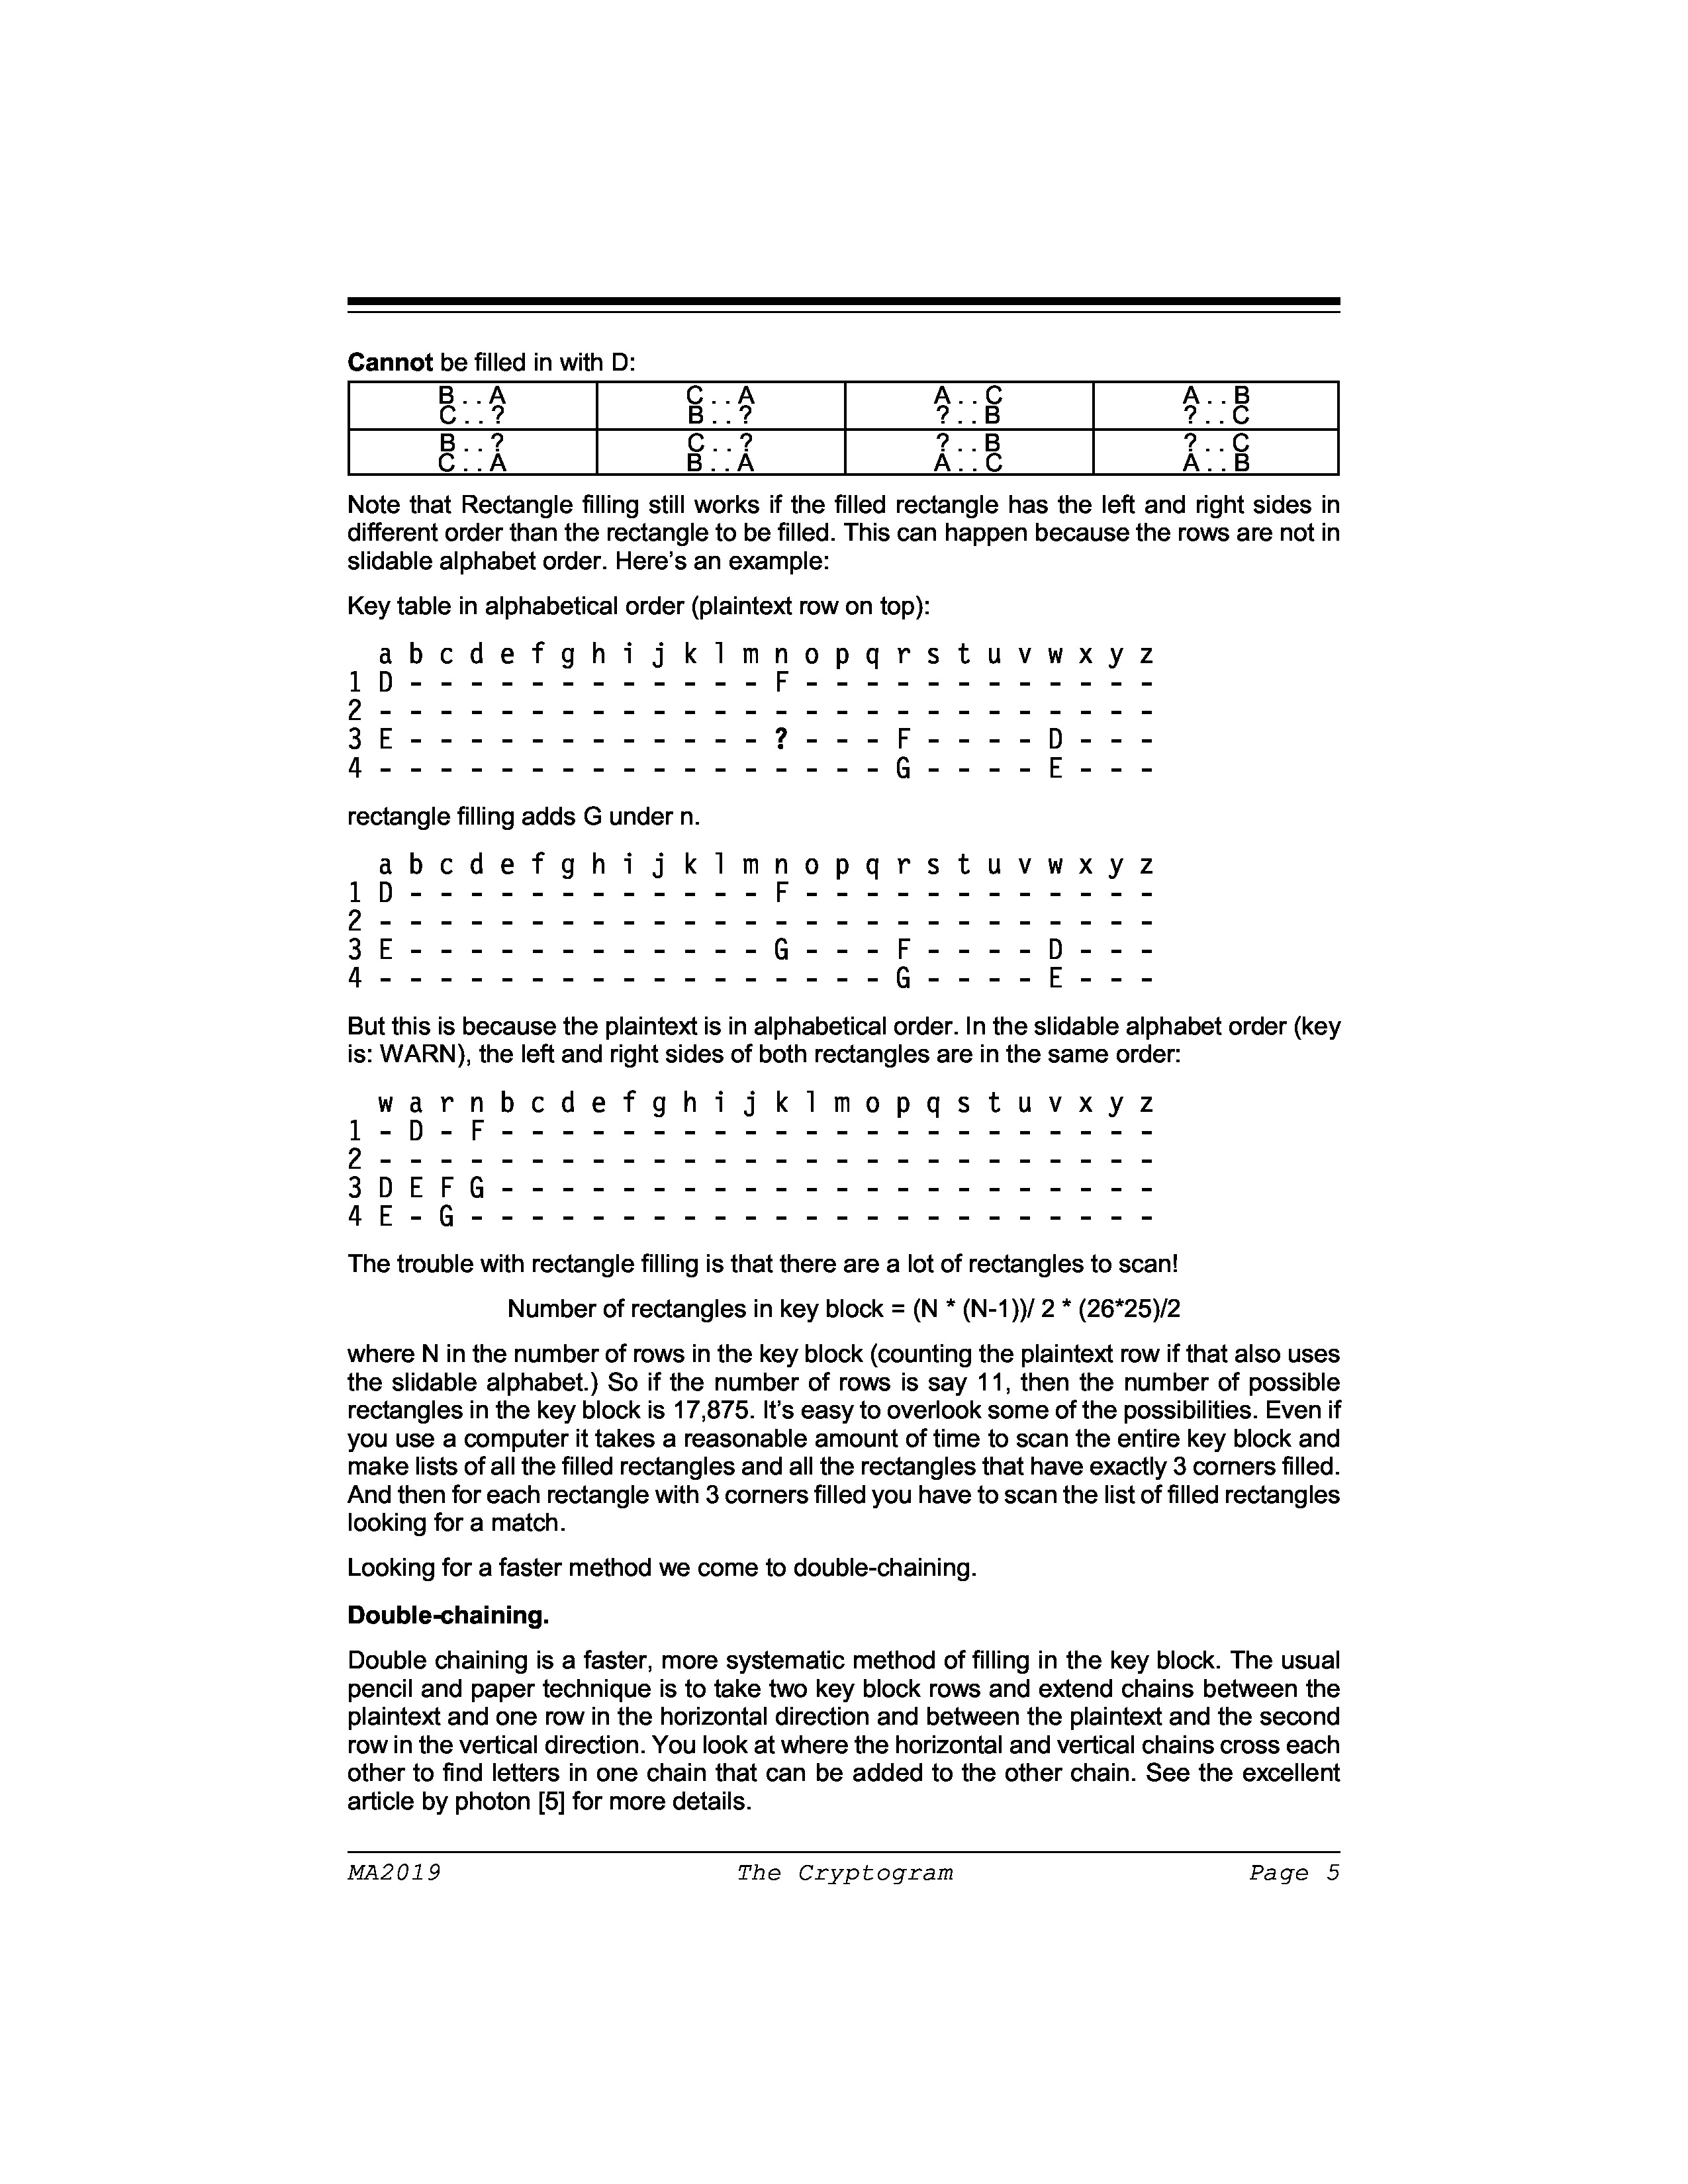 Cannot be filled in with D:
B . . A C . . A A . . C A . . B
C . . ? B . . ? ? . . B ? . . C
B . . ? C . . ? ? . . B ? . . C
C . . A B . . A A . . C A . . B
Note that Rectangle filling still works if the filled rectangle has the left and right sides in
different order than the rectangle to be filled. This can happen because the rows are not in
slidable alphabet order. Here's an example:
Key table in alphabetical order (plaintext row on top):
a b c d e f g h i j k l m n o p q r s t u v w x y z
1 D - - - - - - - - - - - - F - - - - - - - - - - - -
2 - - - - - - - - - - - - - - - - - - - - - - - - - -
3 E - - - - - - - - - - - - ? - - - F - - - - D - - -
4 - - - - - - - - - - - - - - - - - G - - - - E - - -
rectangle filling adds G under n.
a b c d e f g h i j k l m n o p q r s t u v w x y z
1 D - - - - - - - - - - - - F - - - - - - - - - - - -
2 - - - - - - - - - - - - - - - - - - - - - - - - - -
3 E - - - - - - - - - - - - G - - - F - - - - D - - -
4 - - - - - - - - - - - - - - - - - G - - - - E - - -
But this is because the plaintext is in alphabetical order. In the slidable alphabet order (key
is: WARN), the left and right sides of both rectangles are in the same order:
w a r n b c d e f g h i j k l m o p q s t u v x y z
1 - D - F - - - - - - - - - - - - - - - - - - - - - -
2 - - - - - - - - - - - - - - - - - - - - - - - - - -
3 D E F G - - - - - - - - - - - - - - - - - - - - - -
4 E - G - - - - - - - - - - - - - - - - - - - - - - -
The trouble with rectangle filling is that there are a lot of rectangles to scan!
Number of rectangles in key block = (N * (N-1))/ 2 * (26*25)/2
where N in the number of rows in the key block (counting the plaintext row if that also uses
the slidable alphabet.) So if the number of rows is say 11, then the number of possible
rectangles in the key block is 17,875. It's easy to overlook some of the possibilities. Even if
you use a computer it takes a reasonable amount of time to scan the entire key block and
make lists of all the filled rectangles and all the rectangles that have exactly 3 corners filled.
And then for each rectangle with 3 corners filled you have to scan the list of filled rectangles
looking for a match.
Looking for a faster method we come to double-chaining.
Double-chaining.
Double chaining is a faster, more systematic method of filling in the key block. The usual
pencil and paper technique is to take two key block rows and extend chains between the
plaintext and one row in the horizontal direction and between the plaintext and the second
row in the vertical direction. You look at where the horizontal and vertical chains cross each
other to find letters in one chain that can be added to the other chain. See the excellent
article by photon [5] for more details.
MA2019 The Cryptogram Page 5